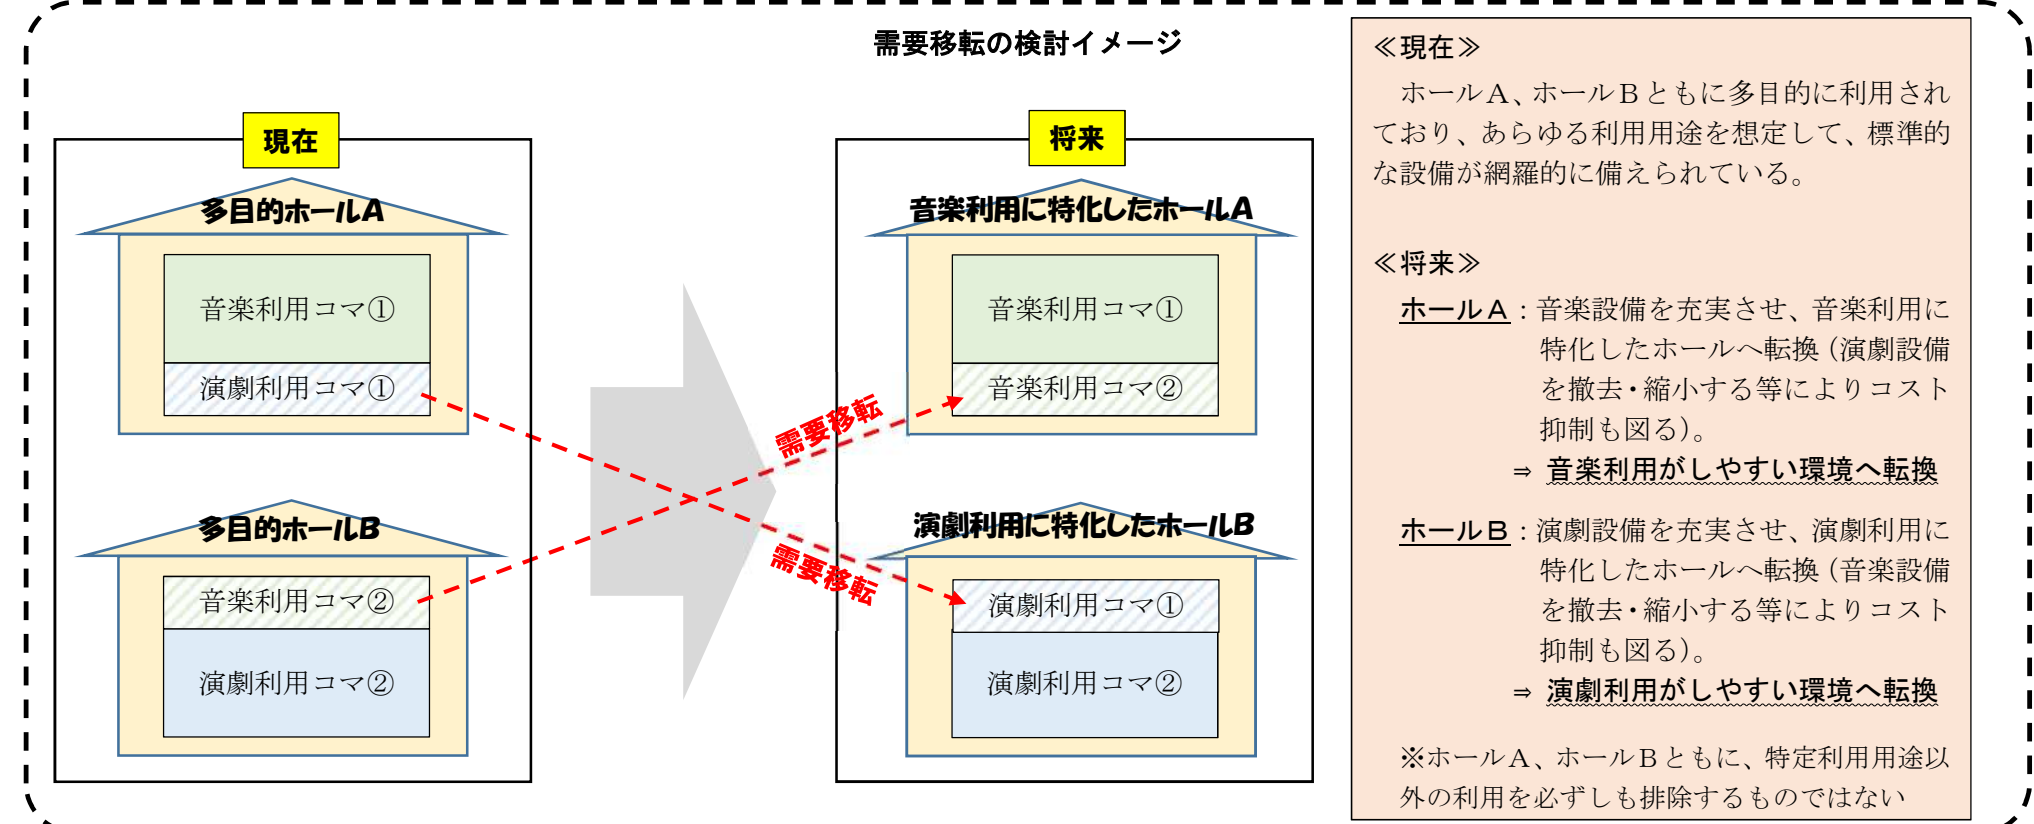 需要移転の検討イメージ
現在
多目的ホールA
音楽利用コマ①
演劇利用コマ①
多目的ホールB
音楽利用コマ②
演劇利用コマ②
需要移転
需要移転
将来
音楽利用に特化したホールA
音楽利用コマ①
音楽利用コマ②
演劇利用に特化したホールB
演劇利用コマ①
演劇利用コマ②
≪現在≫
ホールA、ホールBともに多目的に利用され
ており、あらゆる利用用途を想定して、標準的
な設備が網羅的に備えられている。
≪将来≫
ホールA：音楽設備を充実させ、音楽利用に
特化したホールへ転換（演劇設備
を撤去・縮小する等によりコスト
抑制も図る）。
⇒ 音楽利用がしやすい環境へ転換
ホールB：演劇設備を充実させ、演劇利用に
特化したホールへ転換（音楽設備
を撤去・縮小する等によりコスト
抑制も図る）。
⇒ 演劇利用がしやすい環境へ転換
※ホールA、ホールBともに、特定利用用途以
外の利用を必ずしも排除するものではない